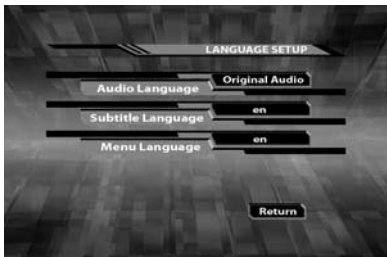 LANGUAGE SETUP
Original Audio
Audio Language
en
Subtitle Language
en
Menu Language
Return